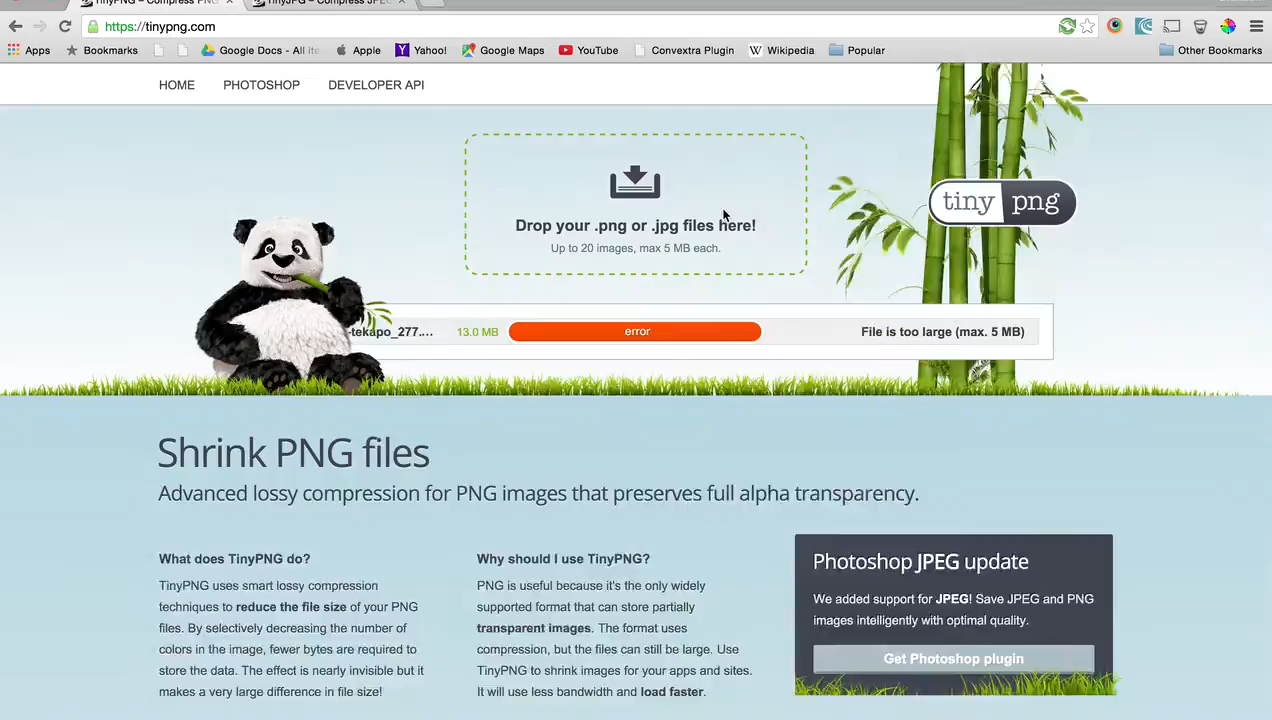 TinyPNG – Compress PNG
TinyJPG – Compress JPEG
https://tinypng.com
Apps
Bookmarks
Google Docs - All ite
Apple
Yahoo!
Google Maps
YouTube
Convextra Plugin
Wikipedia
Popular
Other Bookmarks
HOME
PHOTOSHOP
DEVELOPER API
Drop your .png or .jpg files here!
Up to 20 images, max 5 MB each.
tiny png
-tekapo_277.... 13.0 MB error File is too large (max. 5 MB)
Shrink PNG files
Advanced lossy compression for PNG images that preserves full alpha transparency.
What does TinyPNG do?
TinyPNG uses smart lossy compression
techniques to reduce the file size of your PNG
files. By selectively decreasing the number of
colors in the image, fewer bytes are required to
store the data. The effect is nearly invisible but it
makes a very large difference in file size!
Why should I use TinyPNG?
PNG is useful because it's the only widely
supported format that can store partially
transparent images. The format uses
compression, but the files can still be large. Use
TinyPNG to shrink images for your apps and sites.
It will use less bandwidth and load faster.
Photoshop JPEG update
We added support for JPEG! Save JPEG and PNG
images intelligently with optimal quality.
Get Photoshop plugin